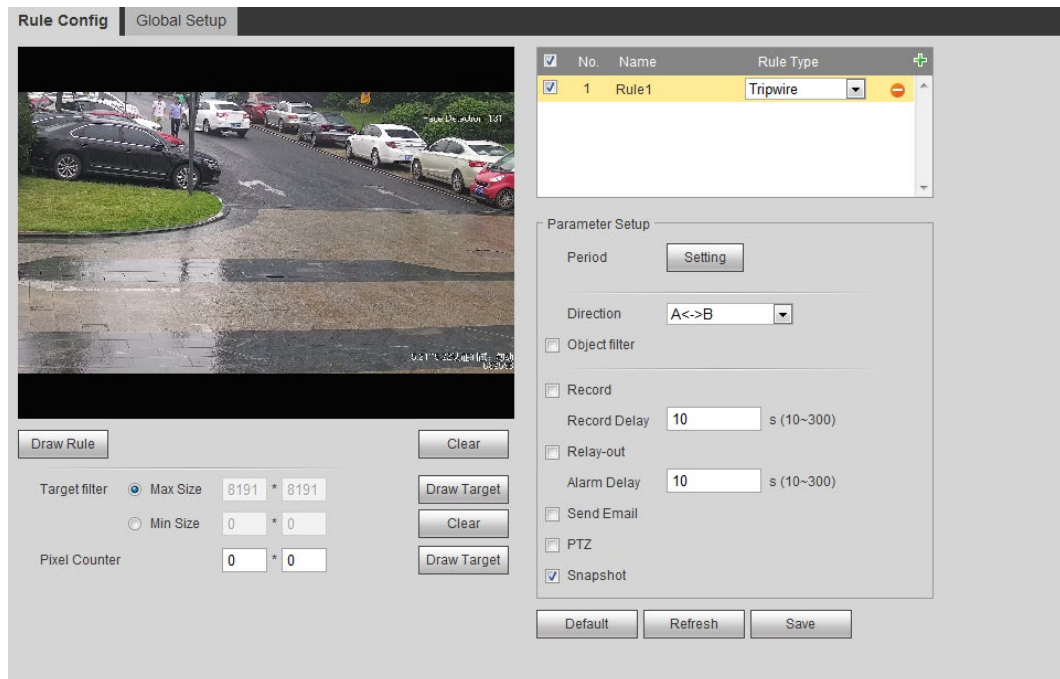 Rule Config Global Setup
No. Name Rule Type
1 Rule1 Tripwire
Parameter Setup
Period Setting
Direction A<->B
Object filter
Record
Record Delay 10 s (10~300)
Relay-out
Alarm Delay 10 s (10~300)
Send Email
PTZ
Snapshot
Default Refresh Save
Draw Rule Clear
Target filter Max Size 8191 * 8191 Draw Target
Min Size 0 * 0 Clear
Pixel Counter 0 * 0 Draw Target